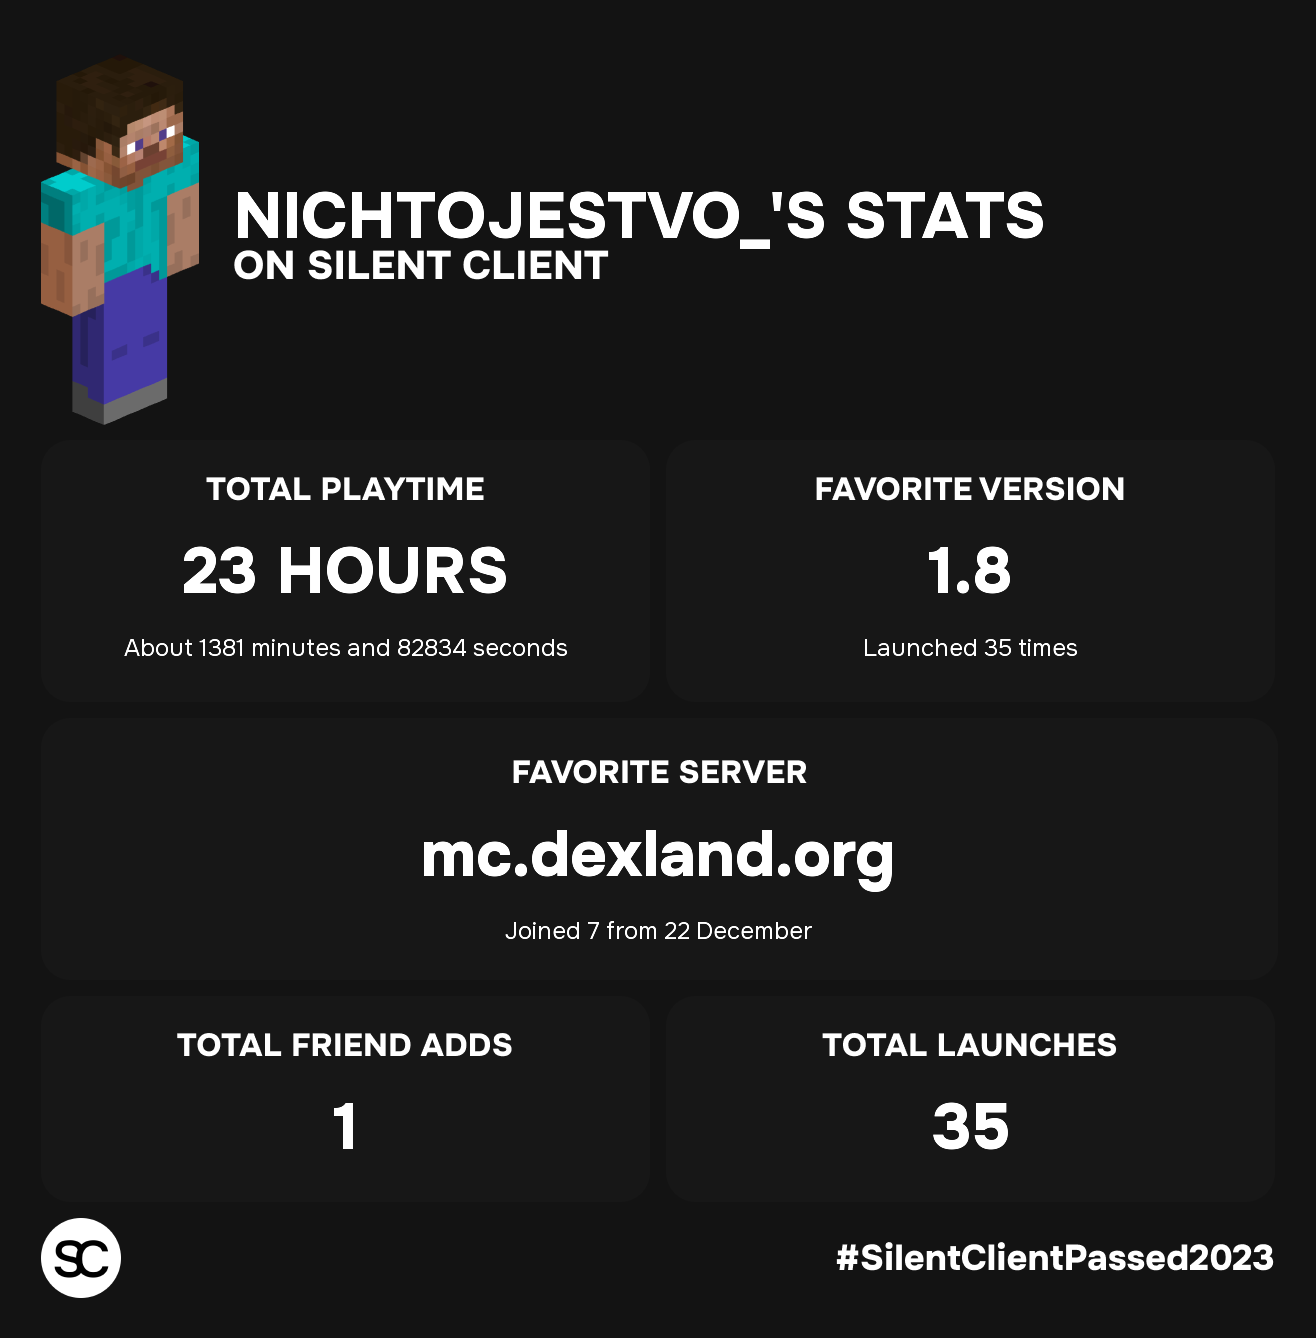 NICHTOJESTVO_'S STATS
ON SILENT CLIENT
TOTAL PLAYTIME
23 HOURS
About 1381 minutes and 82834 seconds
FAVORITE VERSION
1.8
Launched 35 times
FAVORITE SERVER
mc.dexland.org
Joined 7 from 22 December
TOTAL FRIEND ADDS
1
TOTAL LAUNCHES
35
SC
#SilentClientPassed2023